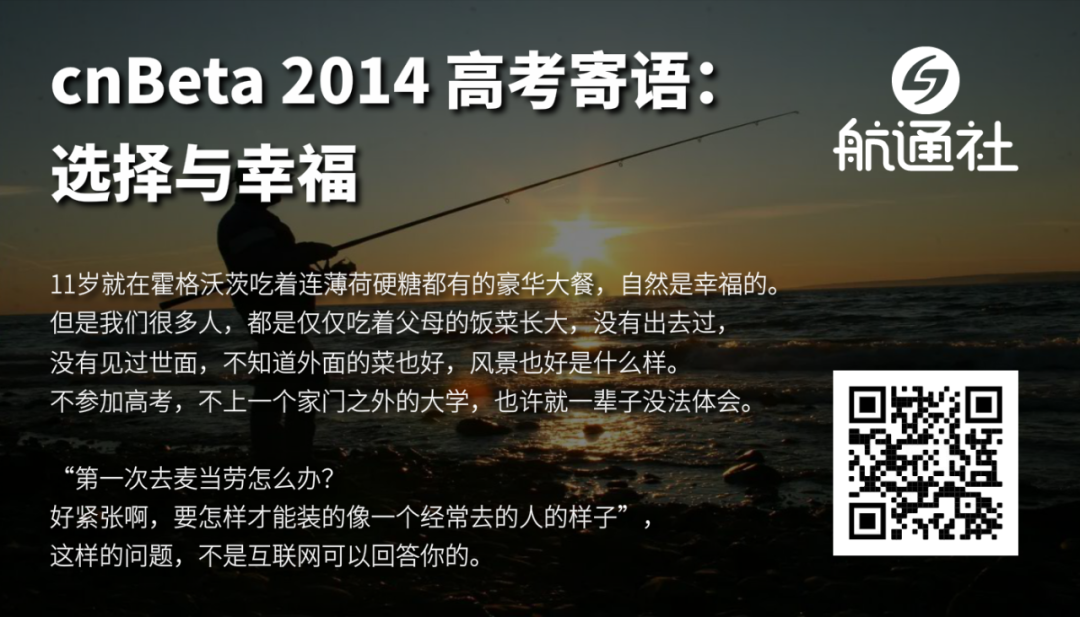 cnBeta 2014 高考寄语：
选择与幸福
航通社
11岁就在霍格沃茨吃着连薄荷硬糖都有的豪华大餐，自然是幸福的。
但是我们很多人，都是仅仅吃着父母的饭菜长大，没有出去过，
没有见过世面，不知道外面的菜也好，风景也好是什么样。
不参加高考，不上一个家门之外的大学，也许就一辈子没法体会。
“第一次去麦当劳怎么办？
好紧张啊，要怎样才能装的像一个经常去的人的样子”，
这样的问题，不是互联网可以回答你的。